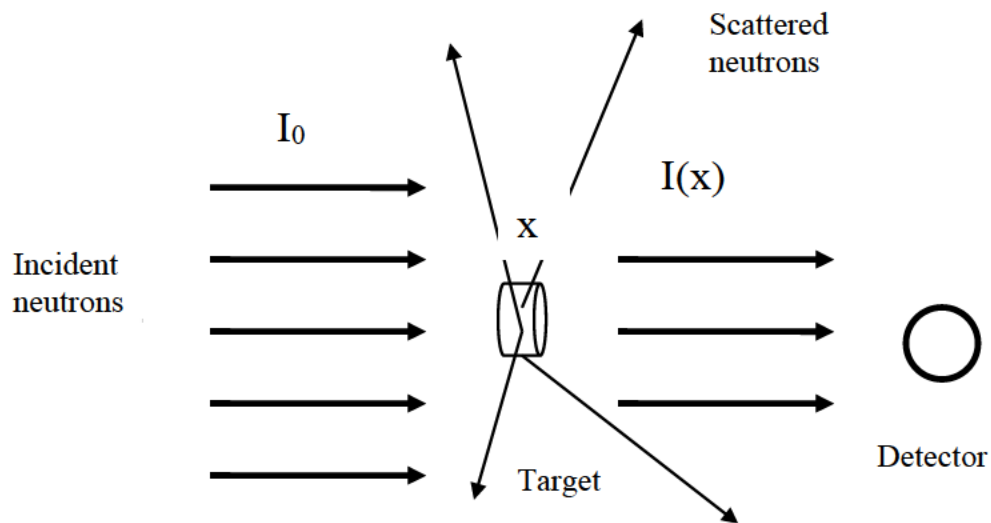 Scattered
neutrons
I₀
I(x)
x
Incident
neutrons
Detector
Target